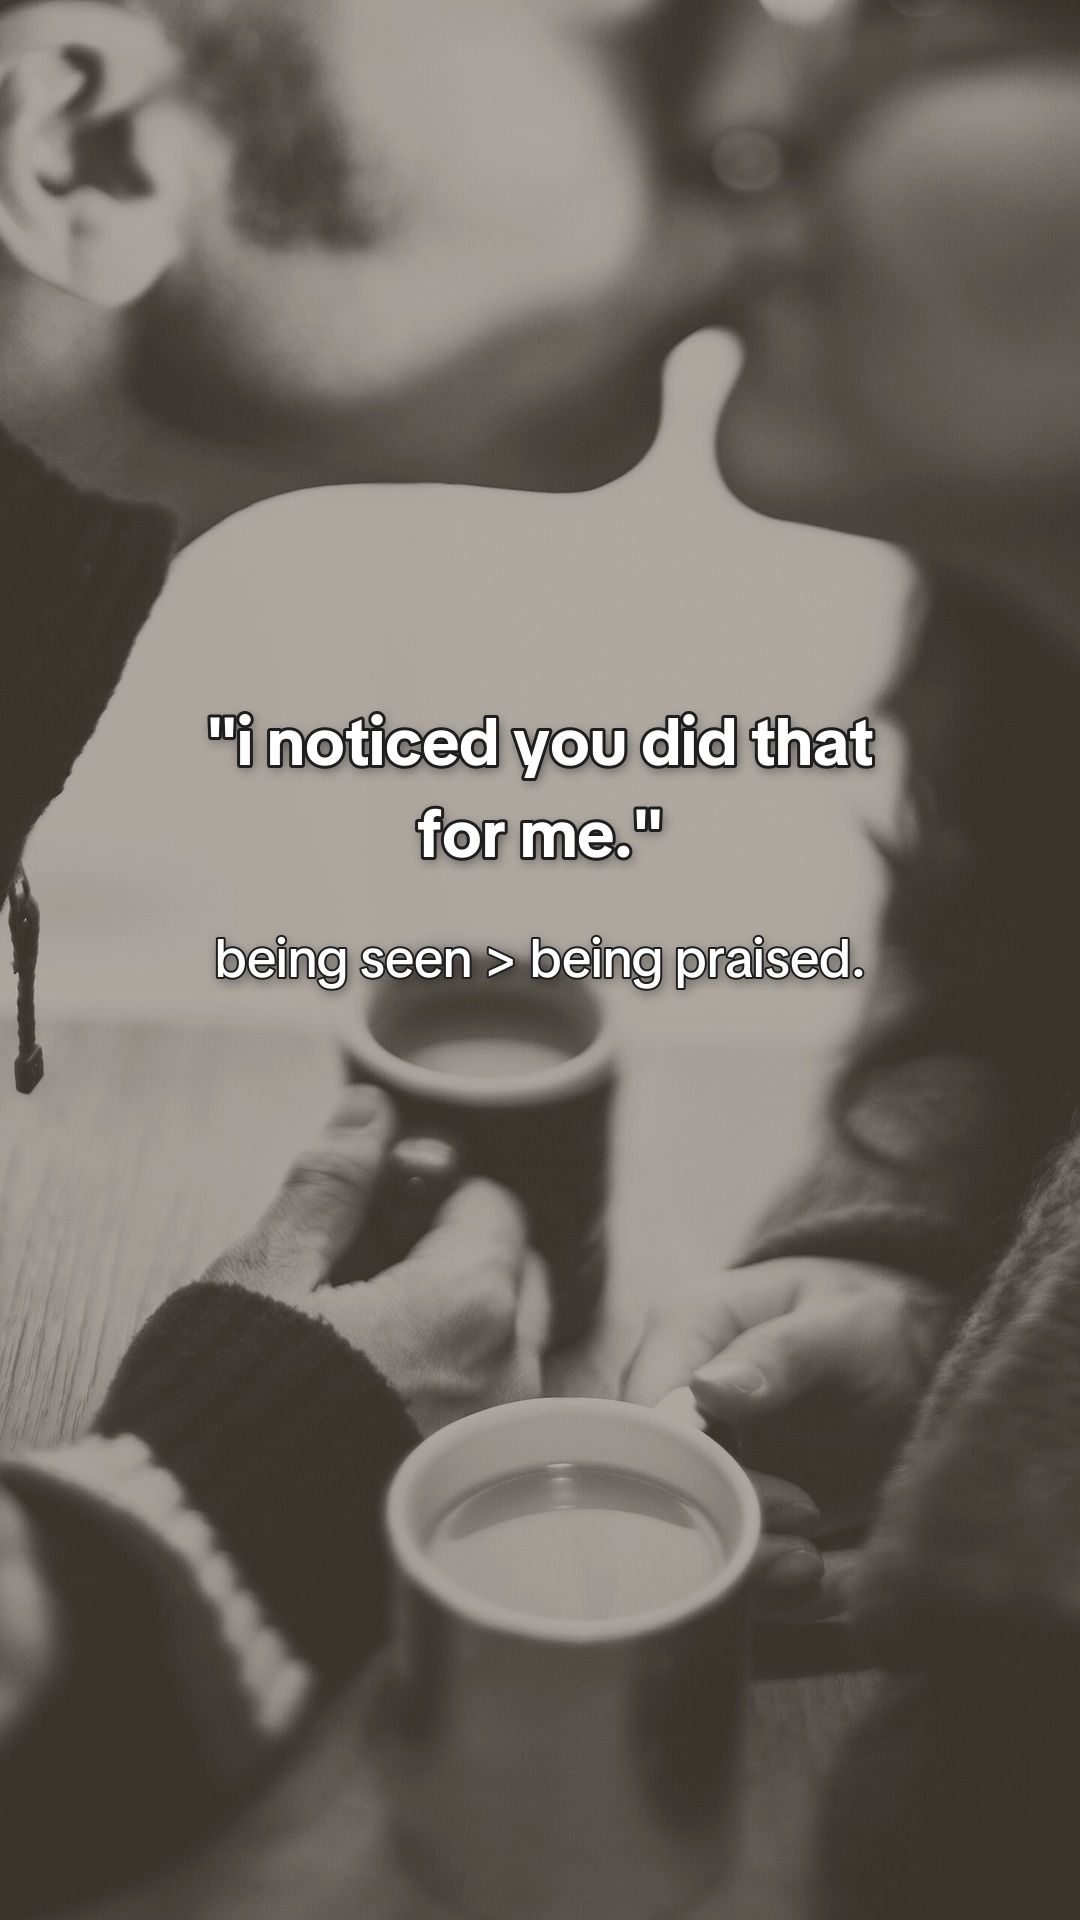 "i noticed you did that
for me."
being seen > being praised.